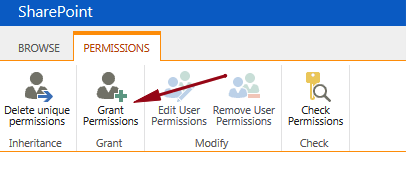 SharePoint
BROWSE PERMISSIONS
Delete unique permissions
Grant Permissions
Edit User Permissions
Remove User Permissions
Check Permissions
Inheritance Grant Modify Check